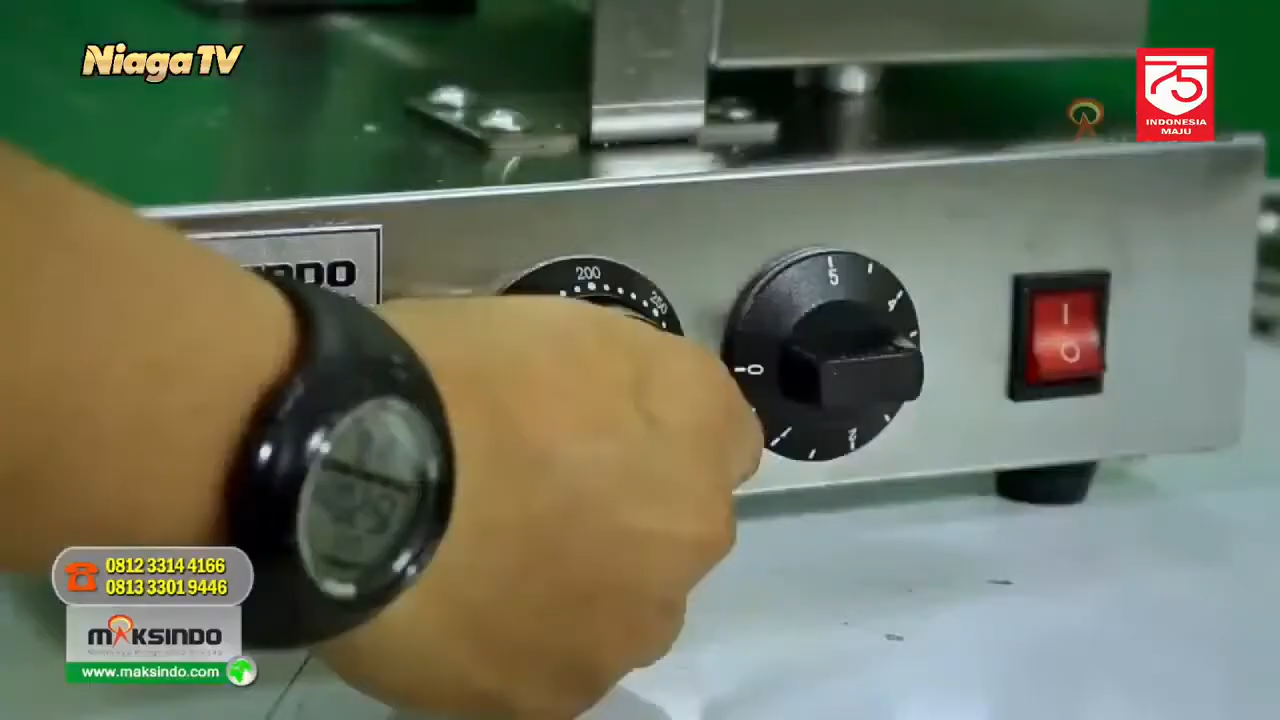 NiagaTV
75
INDONESIA
MAJU
200
250
5
4
0
2
I
O
0812 3314 4166
0813 3301 9446
MAKSINDO
www.maksindo.com